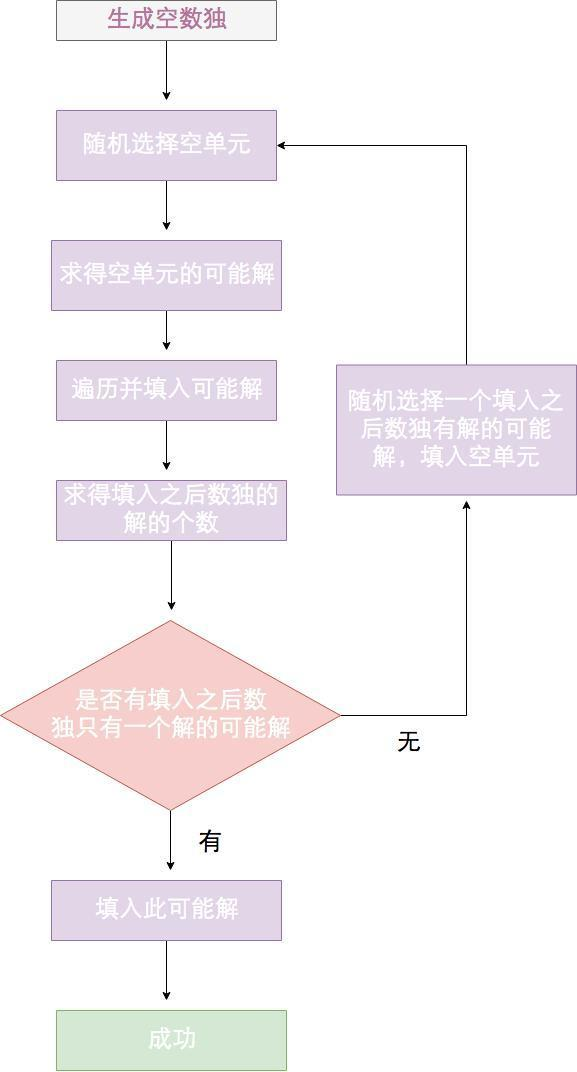 生成空数独
随机选择空单元
求得空单元的可能解
遍历并填入可能解
随机选择一个填入之
后数独有解的可能
解，填入空单元
求得填入之后数独的
解的个数
是否有填入之后数
独只有一个解的可能解
无
有
填入此可能解
成功